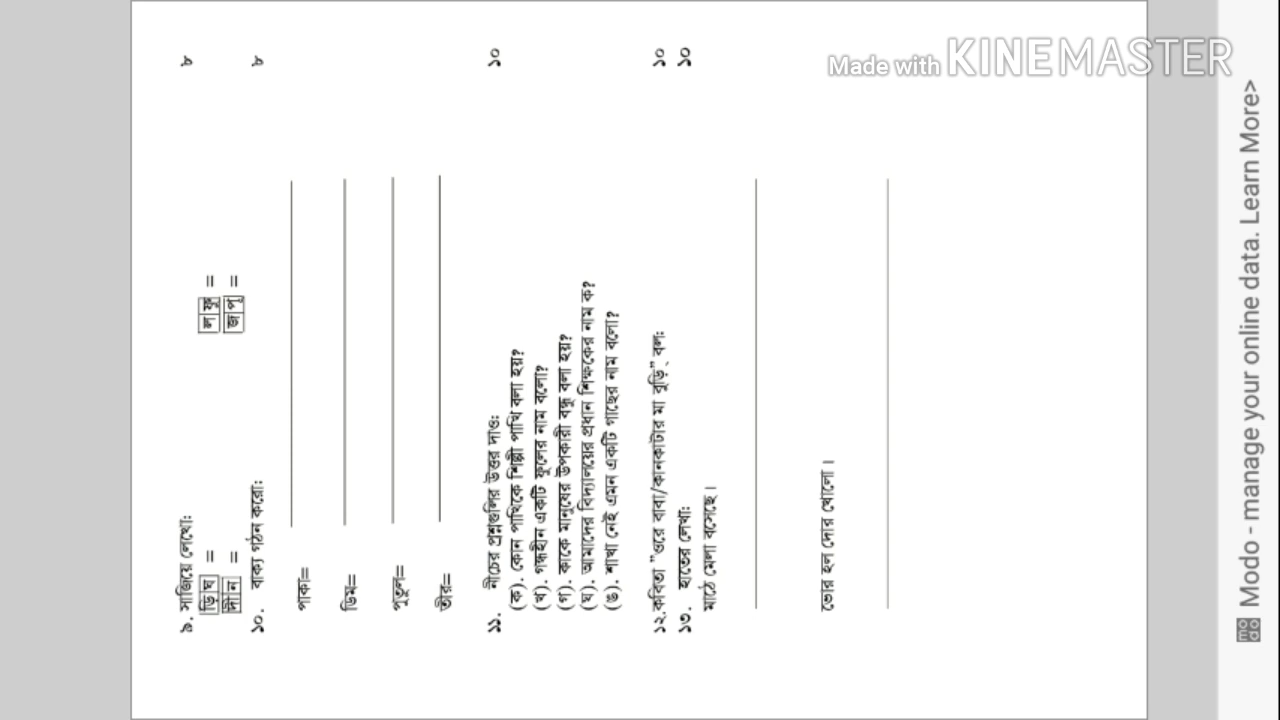 ৯. সাজিয়ে লেখো: ৮
ড়ি ঘ = ল ফু =
দী ন = জ পু =
১০. বাক্য গঠন করো: ৮
পাকা=
ডিম=
পুতুল=
তীর=
১১. নীচের প্রশ্নগুলির উত্তর দাও: ১০
(ক). কোন পাখিকে শিল্পী পাখি বলা হয়?
(খ). গন্ধহীন একটি ফুলের নাম বলো?
(গ). কাকে মানুষের উপকারী বন্ধু বলা হয়?
(ঘ). আমাদের বিদ্যালয়ের প্রধান শিক্ষকের নাম ক?
(ঙ). শাখা নেই এমন একটি গাছের নাম বলো?
১২.কবিতা "ওরে বাবা/কানকাটার মা বুড়ি", বল: ১০
১৩. হাতের লেখা: ১০
মাঠে মেলা বসেছে।
ভোর হল দোর খোলো।
Made with KINEMASTER
modo Modo - manage your online data. Learn More>